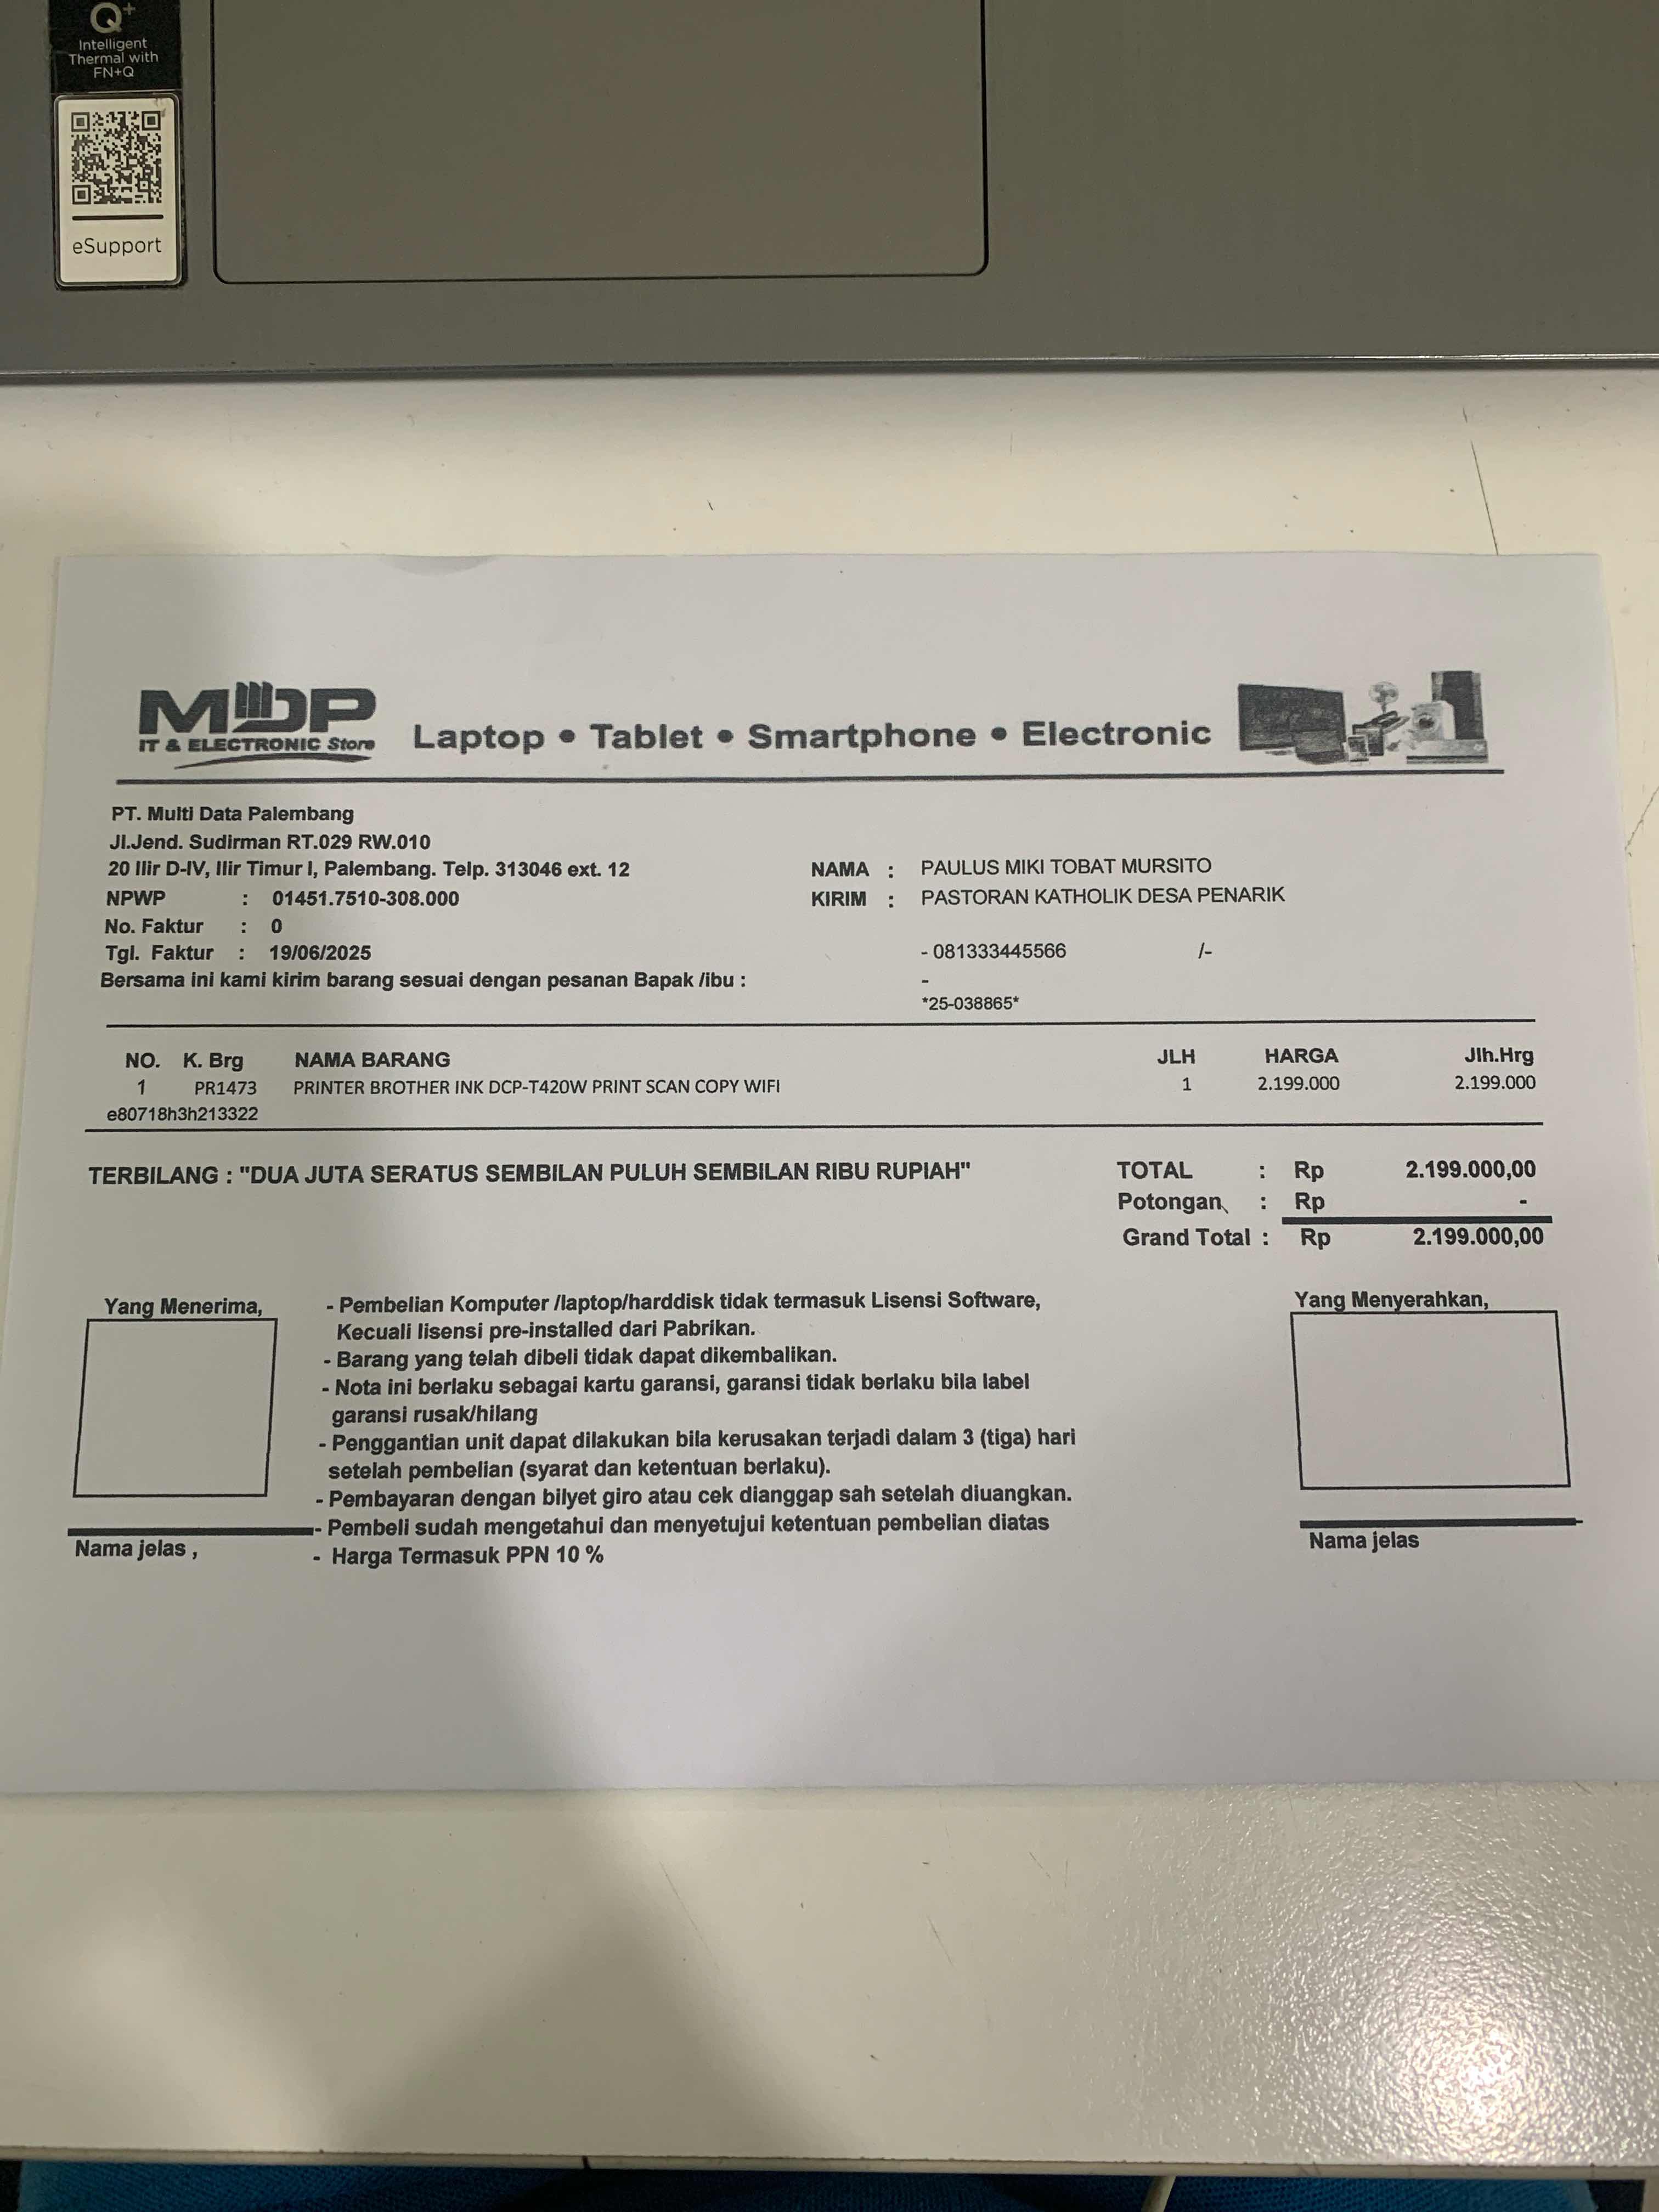 Q+
Intelligent
Thermal with
FN+Q
eSupport
MDP
IT & ELECTRONIC Store
Laptop • Tablet • Smartphone • Electronic
PT. Multi Data Palembang
Jl.Jend. Sudirman RT.029 RW.010
20 Ilir D-IV, Ilir Timur I, Palembang. Telp. 313046 ext. 12
NPWP : 01451.7510-308.000
No. Faktur : 0
Tgl. Faktur : 19/06/2025
Bersama ini kami kirim barang sesuai dengan pesanan Bapak /ibu :
NAMA : PAULUS MIKI TOBAT MURSITO
KIRIM : PASTORAN KATHOLIK DESA PENARIK
- 081333445566 /-
-
*25-038865*
NO. K. Brg NAMA BARANG JLH HARGA Jlh.Hrg
1 PR1473 PRINTER BROTHER INK DCP-T420W PRINT SCAN COPY WIFI 1 2.199.000 2.199.000
e80718h3h213322
TERBILANG : "DUA JUTA SERATUS SEMBILAN PULUH SEMBILAN RIBU RUPIAH"
TOTAL : Rp 2.199.000,00
Potongan : Rp -
Grand Total : Rp 2.199.000,00
Yang Menerima,
- Pembelian Komputer /laptop/harddisk tidak termasuk Lisensi Software,
Kecuali lisensi pre-installed dari Pabrikan.
- Barang yang telah dibeli tidak dapat dikembalikan.
- Nota ini berlaku sebagai kartu garansi, garansi tidak berlaku bila label
garansi rusak/hilang
- Penggantian unit dapat dilakukan bila kerusakan terjadi dalam 3 (tiga) hari
setelah pembelian (syarat dan ketentuan berlaku).
- Pembayaran dengan bilyet giro atau cek dianggap sah setelah diuangkan.
- Pembeli sudah mengetahui dan menyetujui ketentuan pembelian diatas
- Harga Termasuk PPN 10 %
Nama jelas ,
Yang Menyerahkan,
Nama jelas